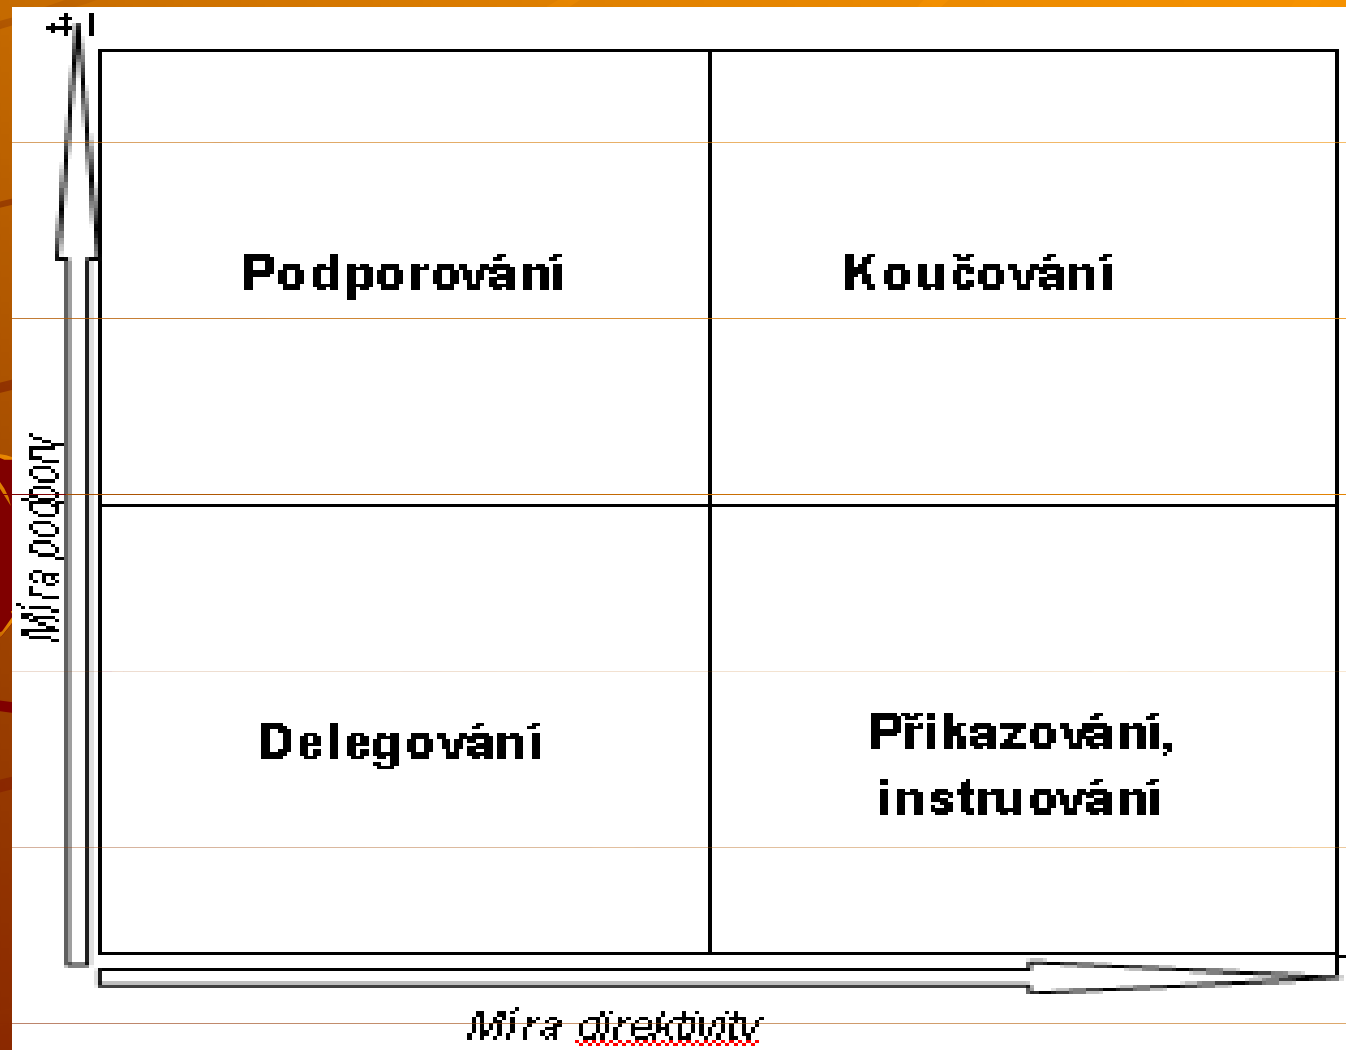 Podporování
Koučování
Míra podpory
Delegování
Přikazování,
instruování
Míra direktivity